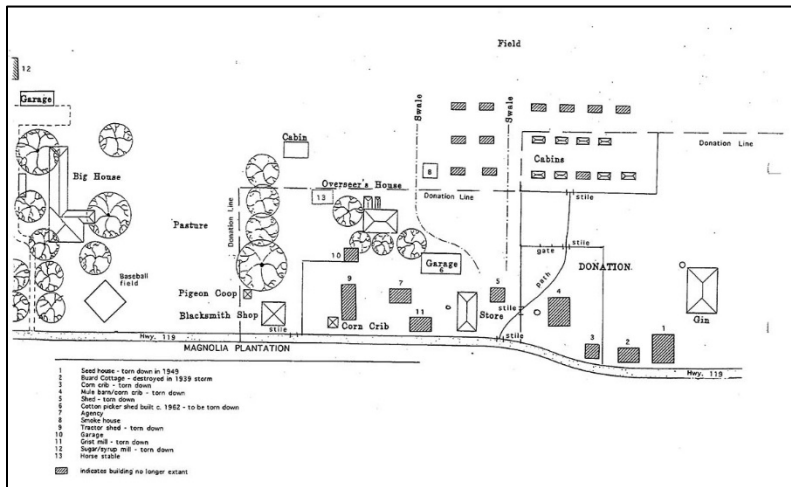 Field
12
Garage
Swale
Swale
Cabin
Cabins
Donation Line
Big House
8
Overseer's House
13
Donation Line
stile
Pasture
Donation Line
gate
stile
10
Garage
6
DONATION
Baseball
field
path
Pigeon Coop
9
7
5
4
Blacksmith Shop
Corn Crib
11
Store
stile
Gin
stile
stile
3
2
1
Hwy. 119
MAGNOLIA PLANTATION
Hwy. 119
1 Seed house - torn down in 1949
2 Buard Cottage - destroyed in 1939 storm
3 Corn crib - torn down
4 Mule barn/corn crib - torn down
5 Shed - torn down
6 Cotton picker shed built c. 1962 - to be torn down
7 Agency
8 Smoke house
9 Tractor shed - torn down
10 Garage
11 Grist mill - torn down
12 Sugar/syrup mill - torn down
13 Horse stable
indicates building no longer extant